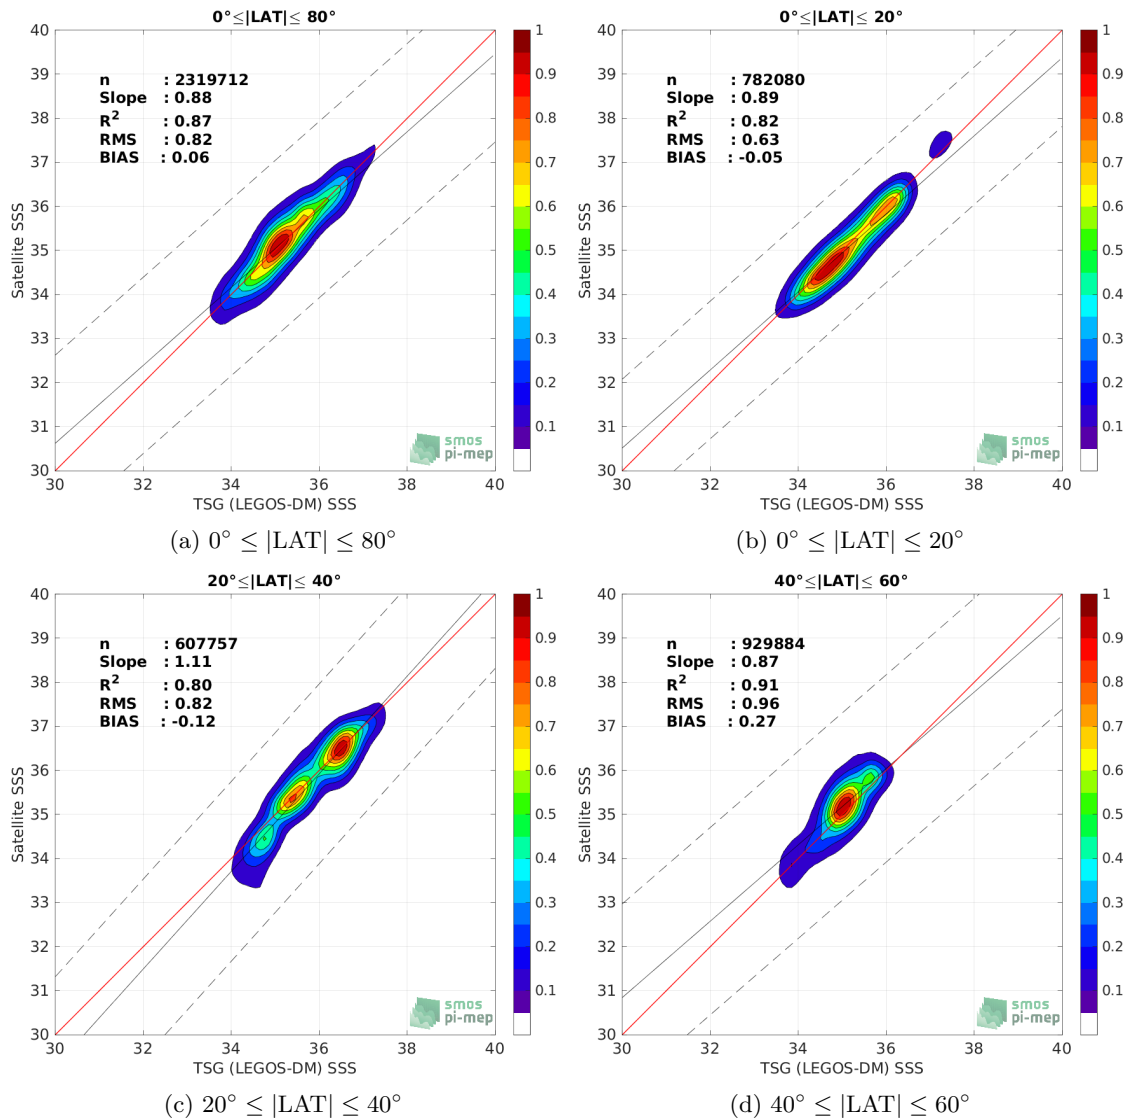 0°≤|LAT|≤ 80°
n : 2319712
Slope : 0.88
R² : 0.87
RMS : 0.82
BIAS : 0.06
Satellite SSS
40
39
38
37
36
35
34
33
32
31
30
30 32 34 36 38 40
TSG (LEGOS-DM) SSS
1
0.9
0.8
0.7
0.6
0.5
0.4
0.3
0.2
0.1
smos
pi-mep
(a) 0° ≤ |LAT| ≤ 80°
0°≤|LAT|≤ 20°
n : 782080
Slope : 0.89
R² : 0.82
RMS : 0.63
BIAS : -0.05
Satellite SSS
40
39
38
37
36
35
34
33
32
31
30
30 32 34 36 38 40
TSG (LEGOS-DM) SSS
1
0.9
0.8
0.7
0.6
0.5
0.4
0.3
0.2
0.1
smos
pi-mep
(b) 0° ≤ |LAT| ≤ 20°
20°≤|LAT|≤ 40°
n : 607757
Slope : 1.11
R² : 0.80
RMS : 0.82
BIAS : -0.12
Satellite SSS
40
39
38
37
36
35
34
33
32
31
30
30 32 34 36 38 40
TSG (LEGOS-DM) SSS
1
0.9
0.8
0.7
0.6
0.5
0.4
0.3
0.2
0.1
smos
pi-mep
(c) 20° ≤ |LAT| ≤ 40°
40°≤|LAT|≤ 60°
n : 929884
Slope : 0.87
R² : 0.91
RMS : 0.96
BIAS : 0.27
Satellite SSS
40
39
38
37
36
35
34
33
32
31
30
30 32 34 36 38 40
TSG (LEGOS-DM) SSS
1
0.9
0.8
0.7
0.6
0.5
0.4
0.3
0.2
0.1
smos
pi-mep
(d) 40° ≤ |LAT| ≤ 60°